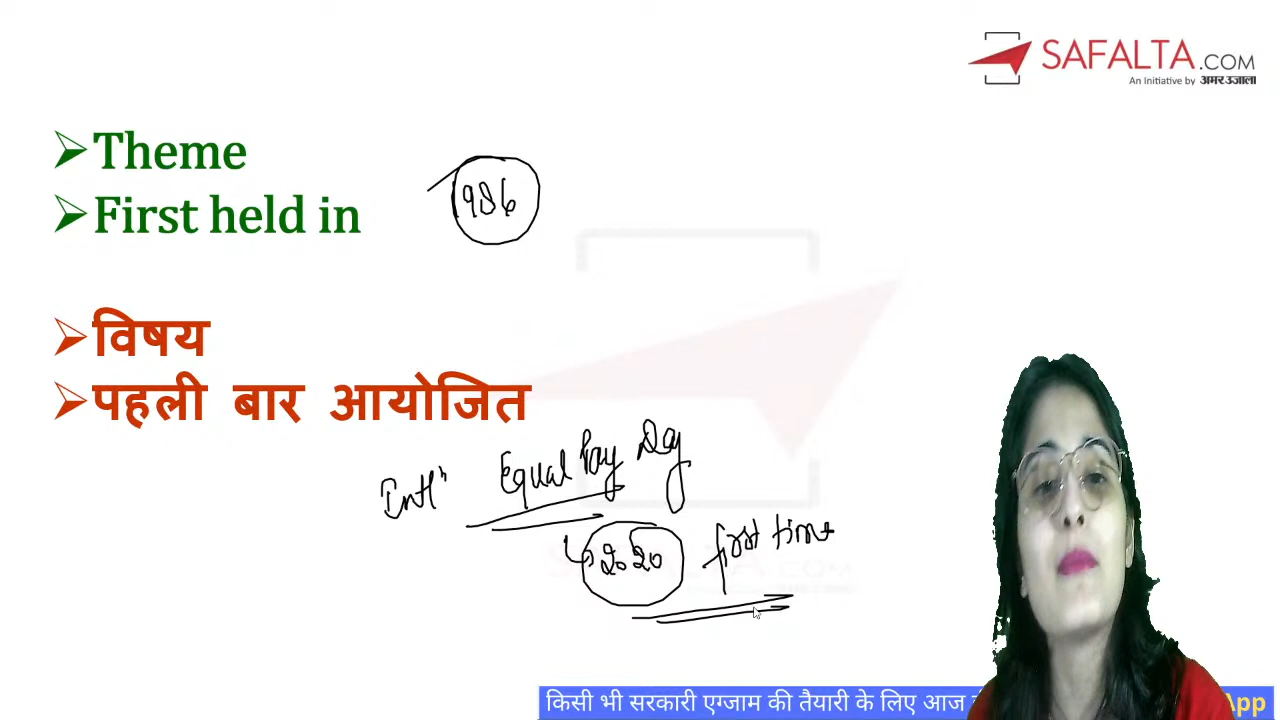 SAFALTA.COM
An Initiative by अमर उजाला
Theme
First held in
1986
विषय
पहली बार आयोजित
Intl' Equal Pay Day
2020 first time
किसी भी सरकारी एग्जाम की तैयारी के लिए आज
App